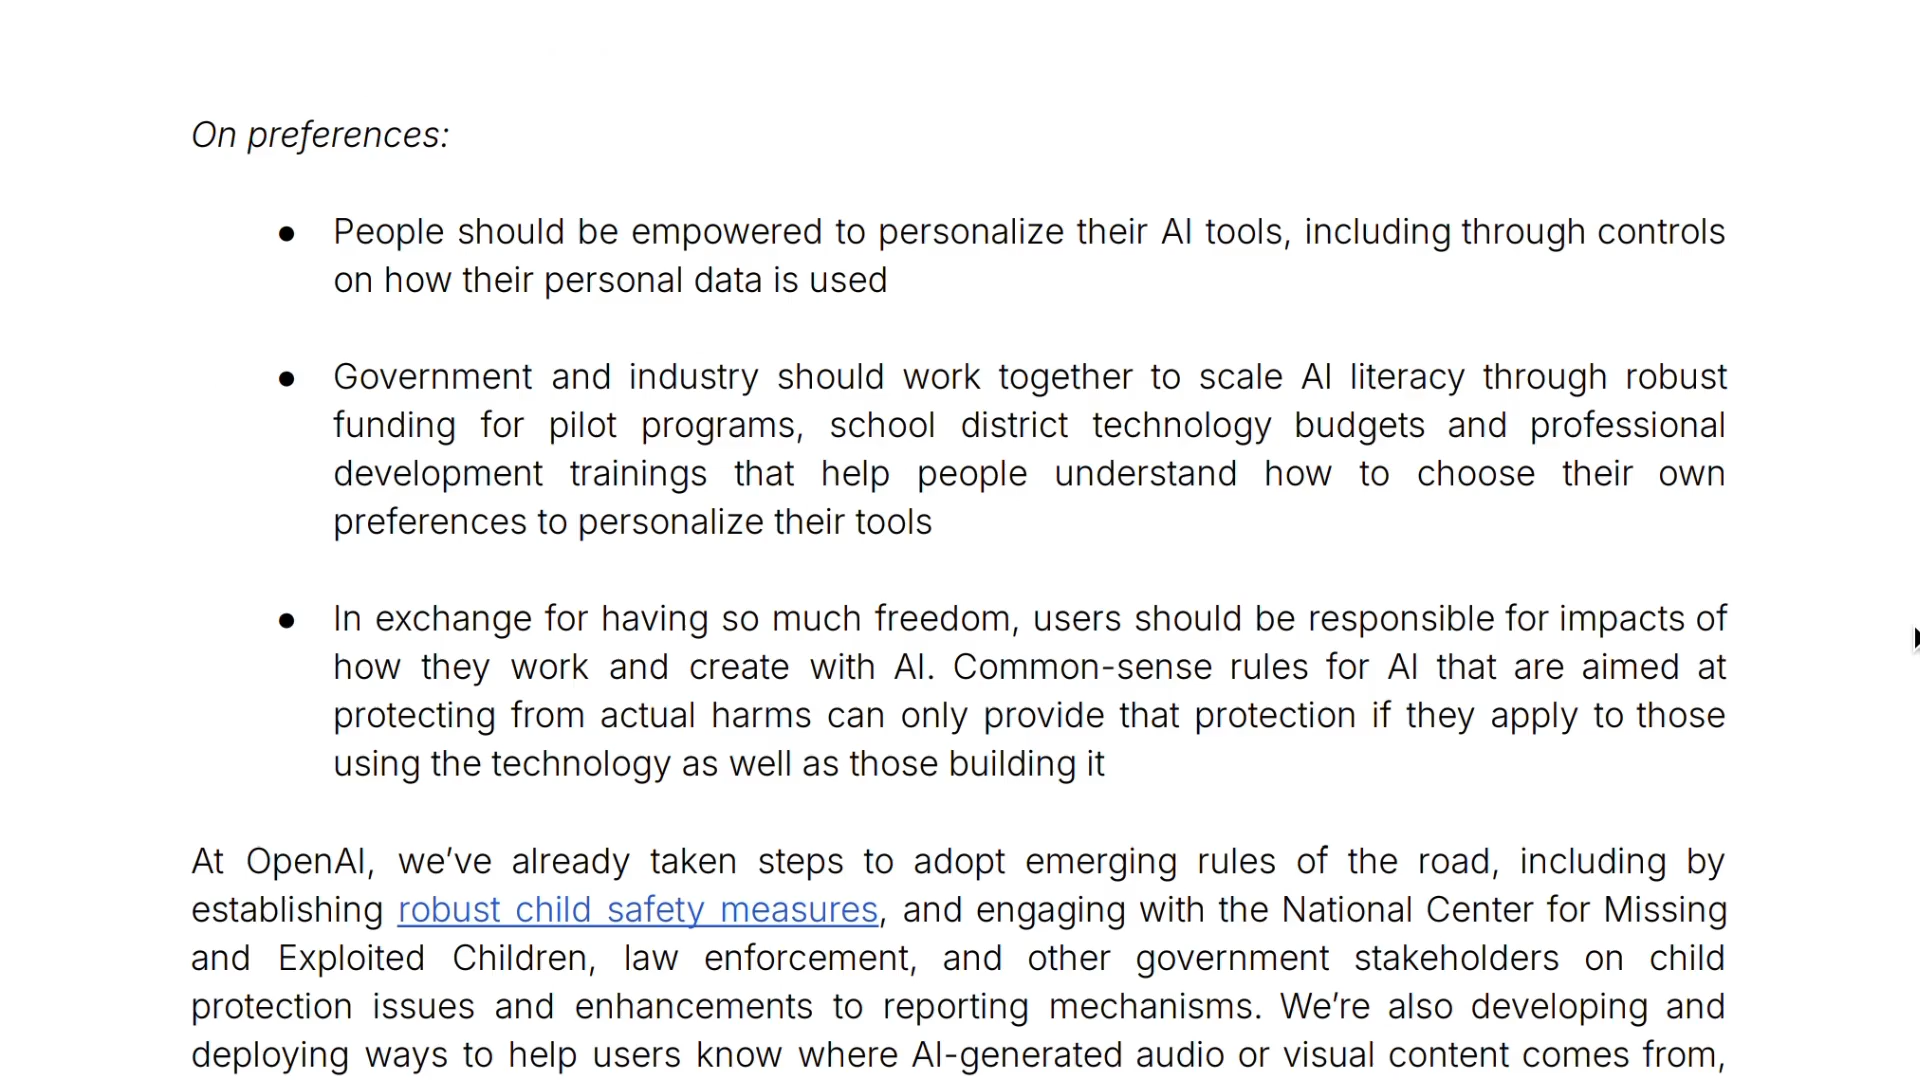 On preferences:
● People should be empowered to personalize their AI tools, including through controls
on how their personal data is used
● Government and industry should work together to scale AI literacy through robust
funding for pilot programs, school district technology budgets and professional
development trainings that help people understand how to choose their own
preferences to personalize their tools
● In exchange for having so much freedom, users should be responsible for impacts of
how they work and create with AI. Common-sense rules for AI that are aimed at
protecting from actual harms can only provide that protection if they apply to those
using the technology as well as those building it
At OpenAI, we’ve already taken steps to adopt emerging rules of the road, including by
establishing robust child safety measures, and engaging with the National Center for Missing
and Exploited Children, law enforcement, and other government stakeholders on child
protection issues and enhancements to reporting mechanisms. We’re also developing and
deploying ways to help users know where AI-generated audio or visual content comes from,